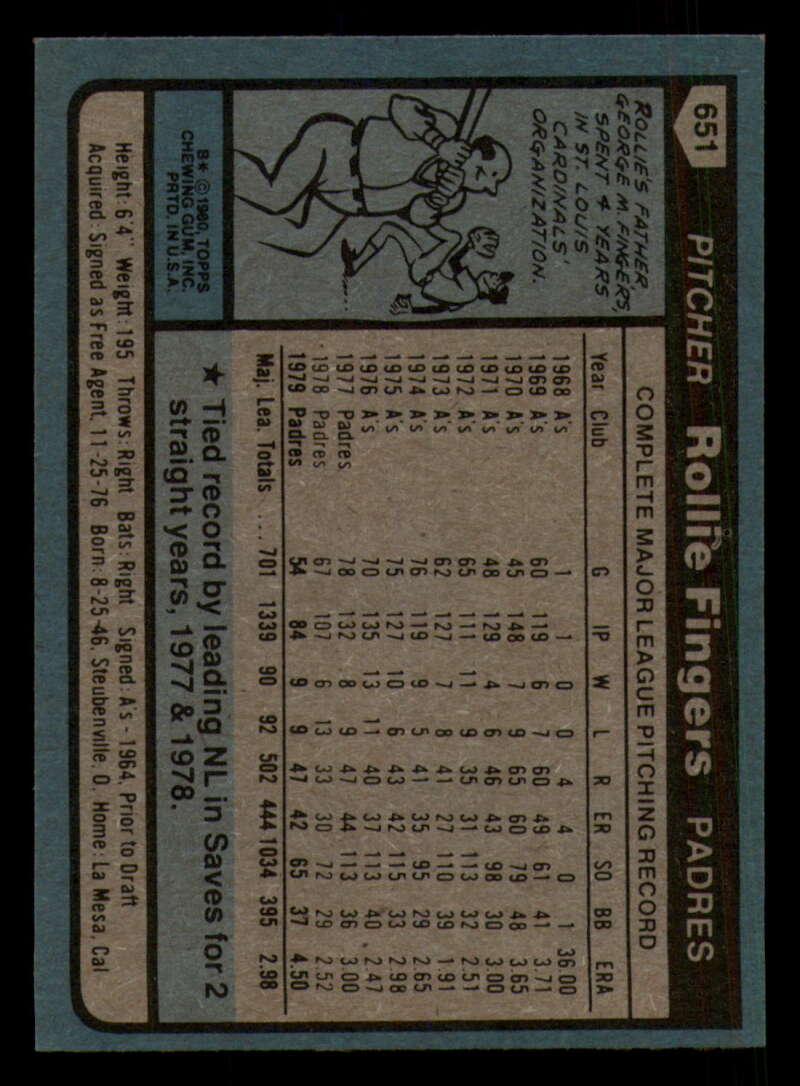 651 PITCHER Rollie Fingers PADRES
ROLLIE'S FATHER
GEORGE M. FINGERS,
SPENT 4 YEARS
IN ST. LOUIS
CARDINALS'
ORGANIZATION.
B* © 1980, TOPPS
CHEWING GUM, INC.
PRTD. IN U.S.A.
COMPLETE MAJOR LEAGUE PITCHING RECORD
Year Club G IP W L R ER SO BB ERA
1968 A's 1 1 0 0 4 4 0 1 36.00
1969 A's 60 119 6 7 60 49 61 41 3.71
1970 A's 45 148 7 9 65 60 79 48 3.65
1971 A's 48 129 4 6 46 43 98 30 3.00
1972 A's 65 111 11 9 35 31 113 32 2.51
1973 A's 62 127 7 8 41 27 110 39 1.91
1974 A's 76 119 9 5 41 35 95 29 2.65
1975 A's 75 127 10 6 43 42 115 33 2.98
1976 A's 70 135 13 11 40 37 113 40 2.47
1977 Padres 78 132 8 9 47 44 113 36 3.00
1978 Padres 67 107 6 13 33 30 72 29 2.52
1979 Padres 54 84 9 9 47 42 65 37 4.50
Maj. Lea. Totals .... 701 1339 90 92 502 444 1034 395 2.98
★ Tied record by leading NL in Saves for 2
straight years, 1977 & 1978.
Height: 6'4" Weight: 195 Throws: Right Bats: Right Signed: A's - 1964, Prior to Draft
Acquired: Signed as Free Agent, 11-25-76 Born: 8-25-46, Steubenville, O. Home: La Mesa, Cal